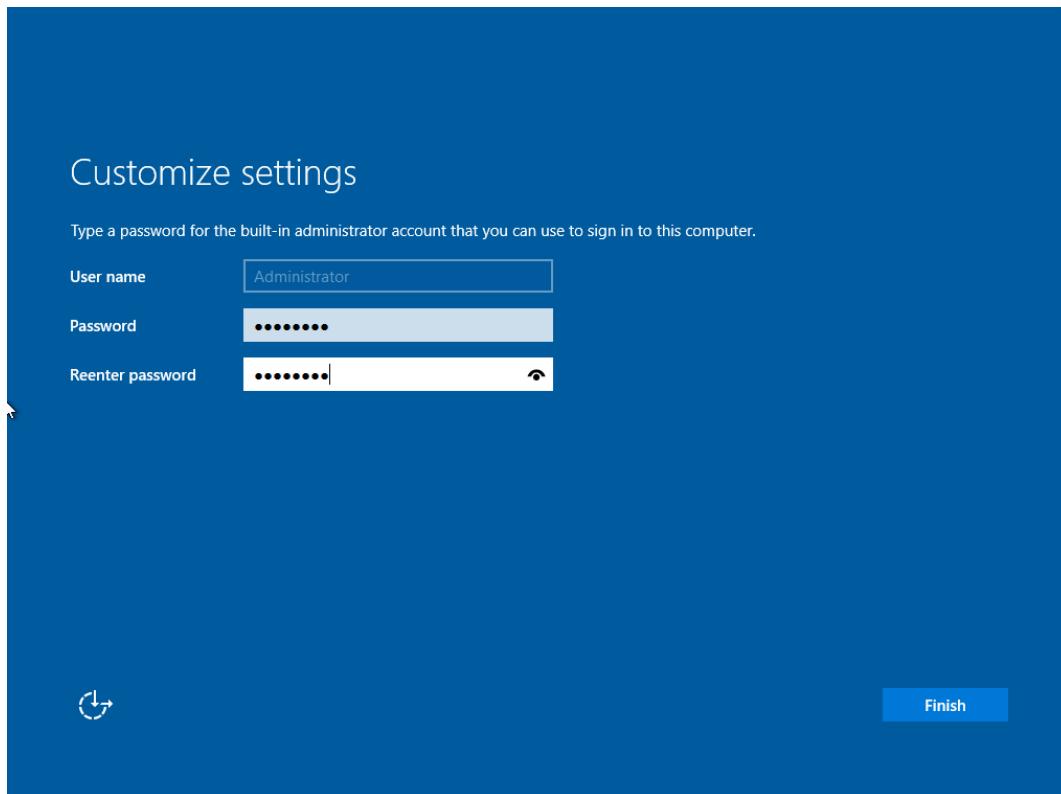 Customize settings
Type a password for the built-in administrator account that you can use to sign in to this computer.
User name
Administrator
Password
••••••••
Reenter password
••••••••
Finish